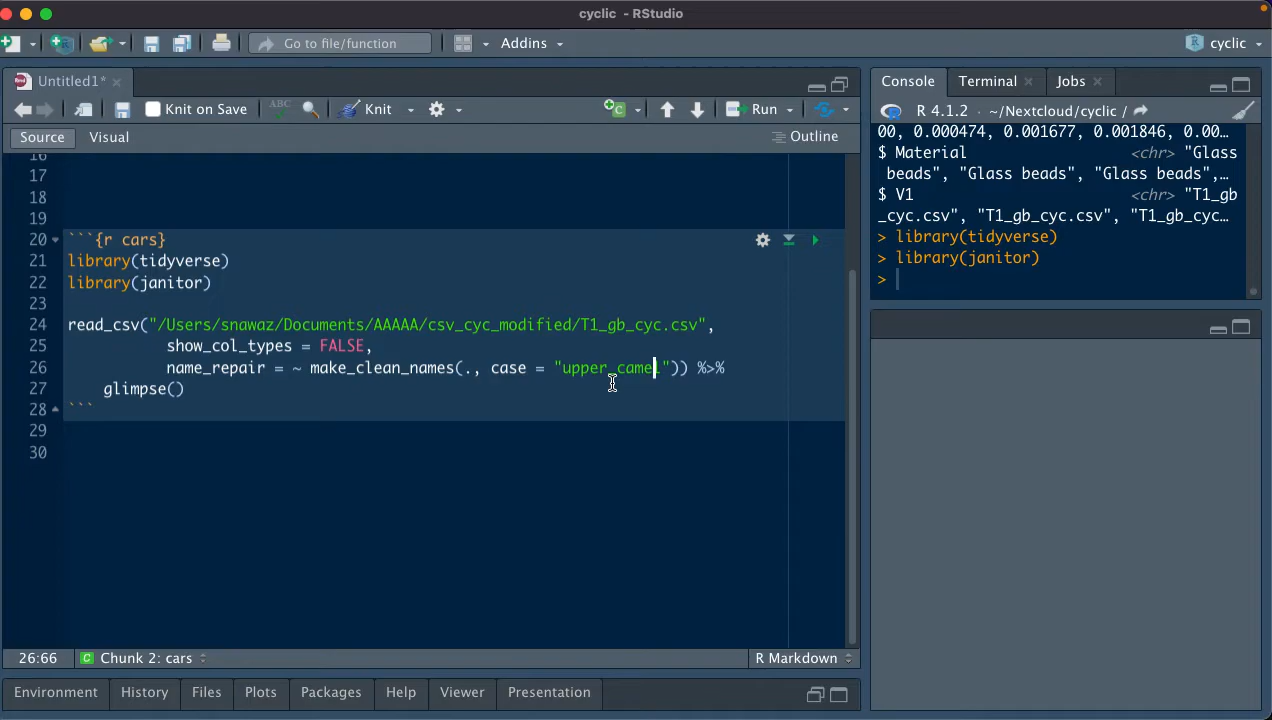 cyclic - RStudio
Go to file/function
Addins
cyclic
Untitled1*
Knit on Save
ABC
Knit
Run
Source
Visual
Outline
16
17
18
19
20 ```{r cars}
21 library(tidyverse)
22 library(janitor)
23
24 read_csv("/Users/snawaz/Documents/AAAAA/csv_cyc_modified/T1_gb_cyc.csv",
25 show_col_types = FALSE,
26 name_repair = ~ make_clean_names(., case = "upper_camel")) %>%
27 glimpse()
28 ```
29
30
26:66
Chunk 2: cars
R Markdown
Console
Terminal
Jobs
R 4.1.2 · ~/Nextcloud/cyclic/
00, 0.000474, 0.001677, 0.001846, 0.00…
$ Material <chr> "Glass
beads", "Glass beads", "Glass beads",…
$ V1 <chr> "T1_gb
_cyc.csv", "T1_gb_cyc.csv", "T1_gb_cyc…
> library(tidyverse)
> library(janitor)
>
Environment
History
Files
Plots
Packages
Help
Viewer
Presentation